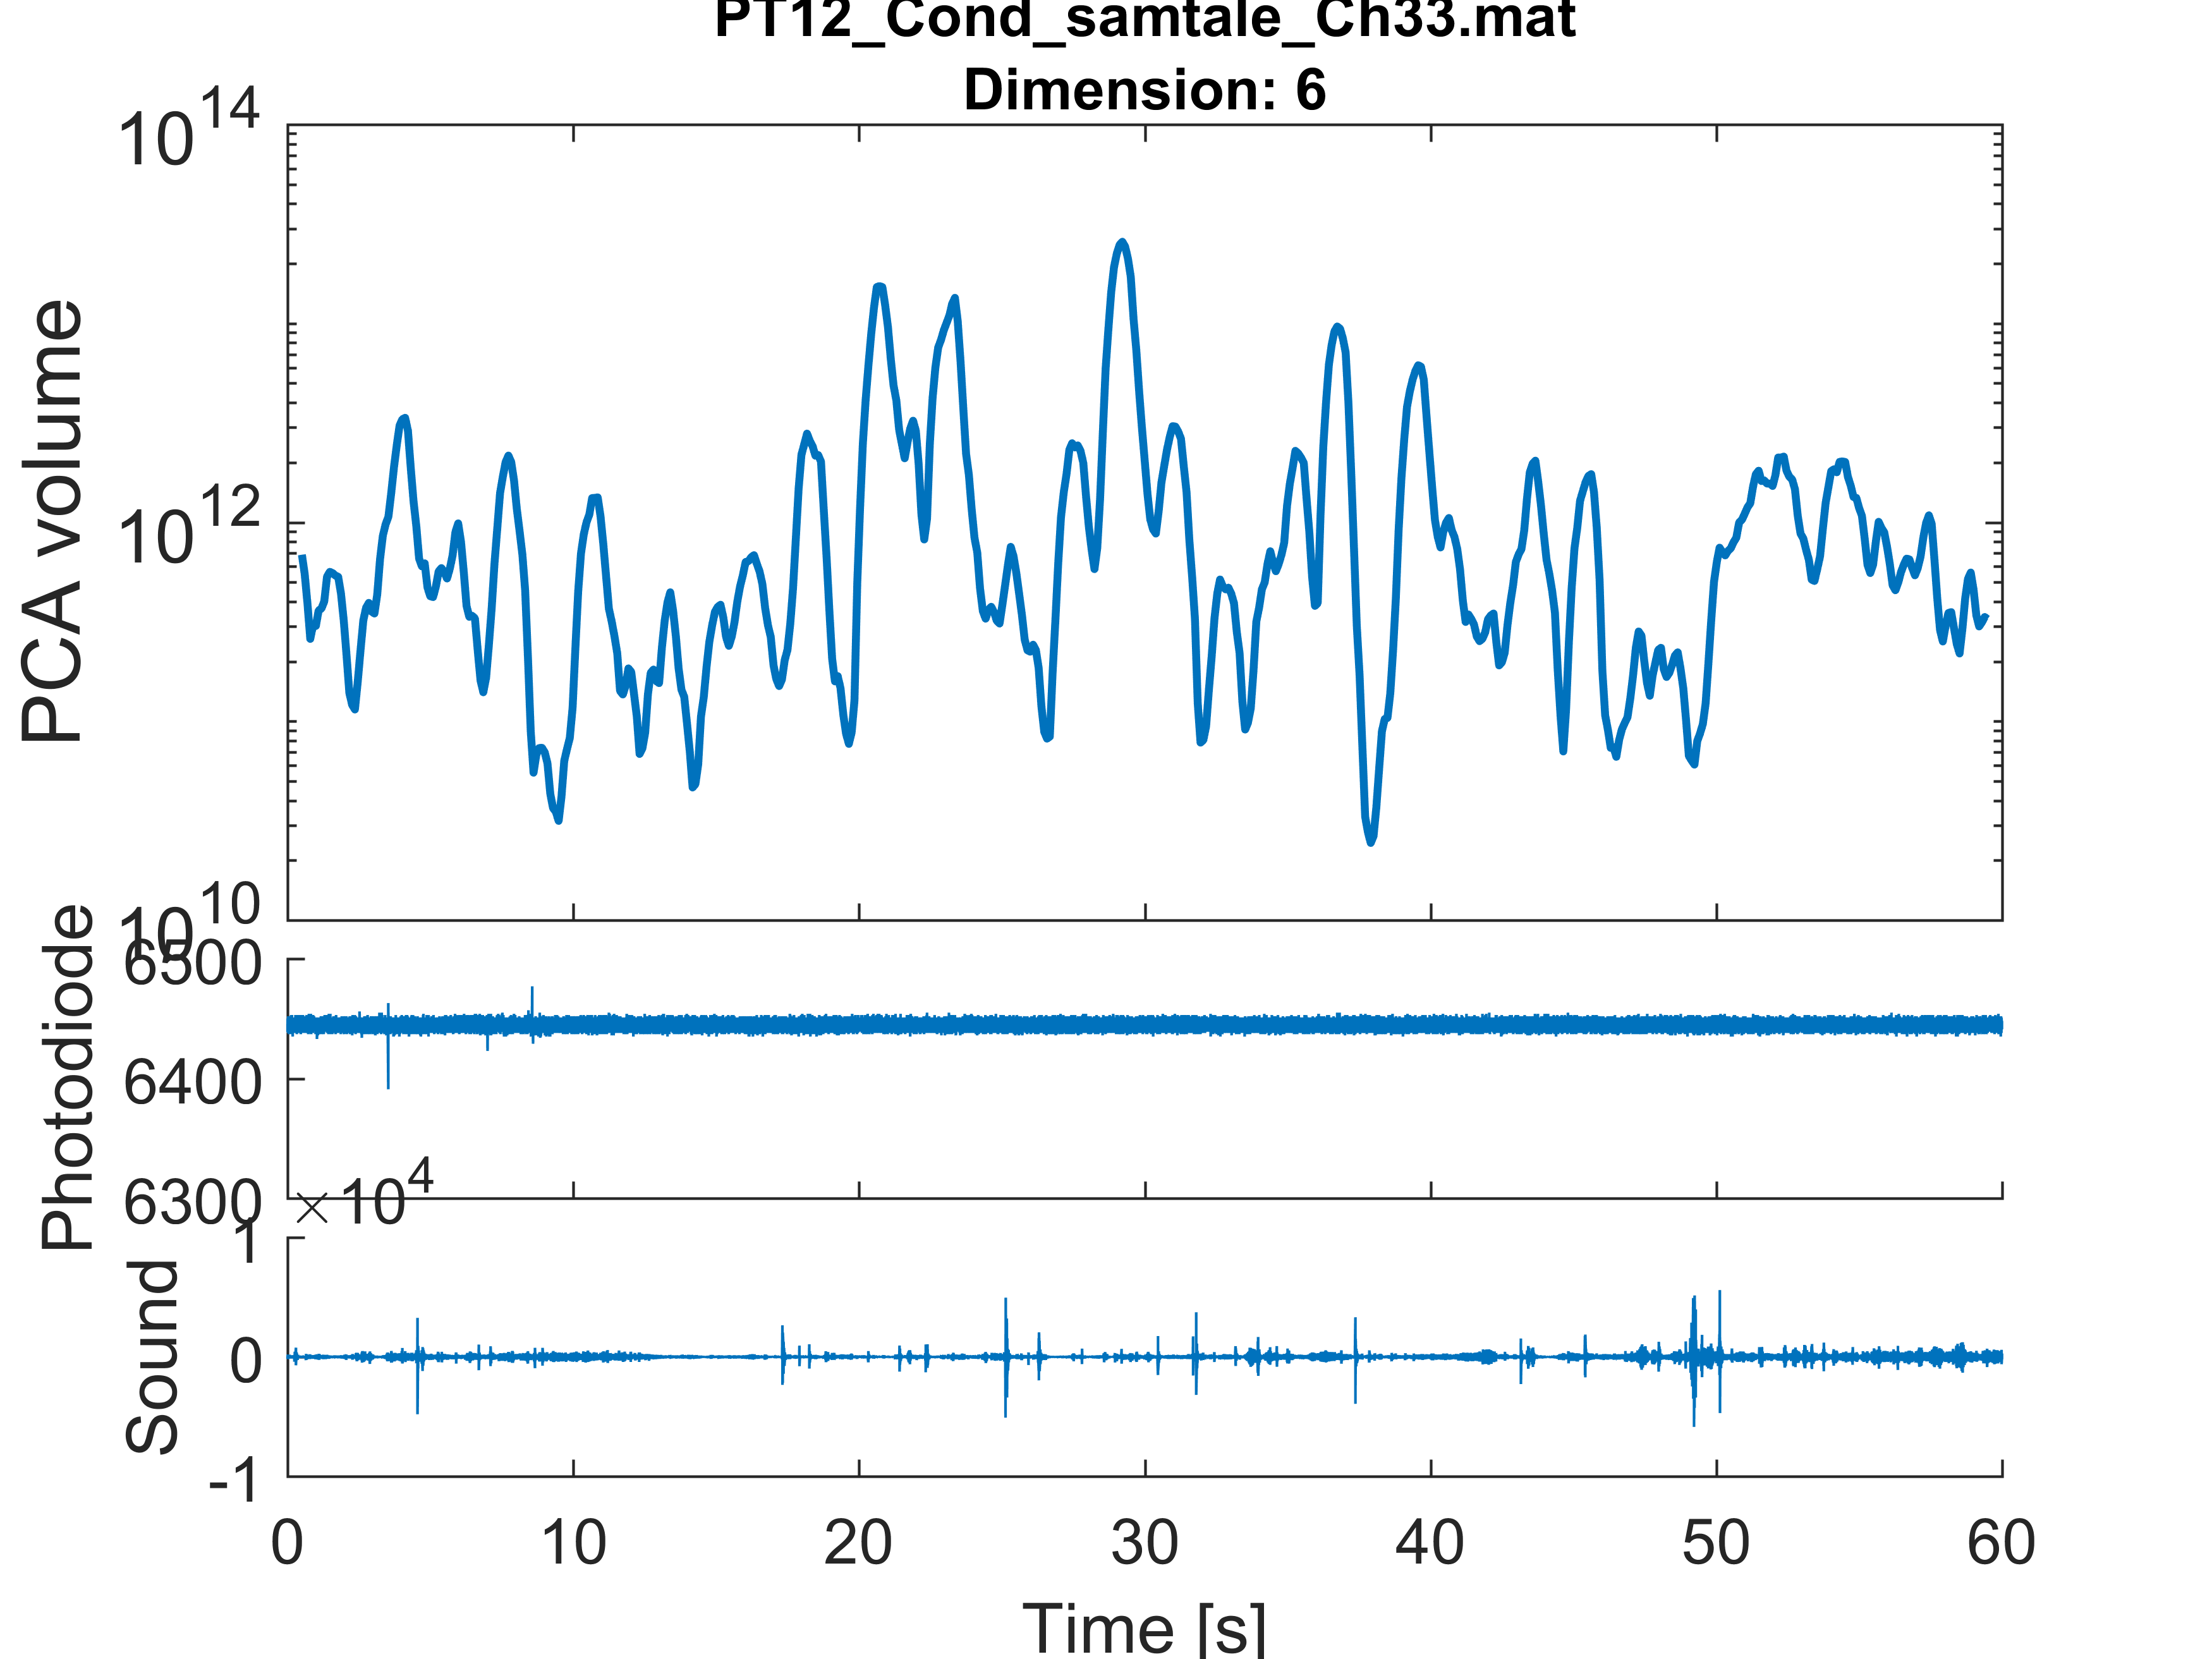 PT12_Cond_samtale_Ch33.mat
Dimension: 6
PCA volume
10^14
10^12
10^10
Photodiode
6500
6400
6300
×10^4
Sound
1
0
-1
0 10 20 30 40 50 60
Time [s]